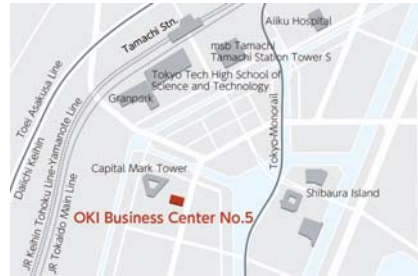 Aiiku Hospital
Tamachi Stn.
msb Tamachi
Tamachi Station Tower S
Tokyo Tech High School of
Science and Technology
Granpark
Toei Asakusa Line
Daiichi Keihin
JR Keihin Tohoku Line-Yamanote Line
JR Tokaido Main Line
Tokyo-Monorail
Capital Mark Tower
Shibaura Island
OKI Business Center No.5